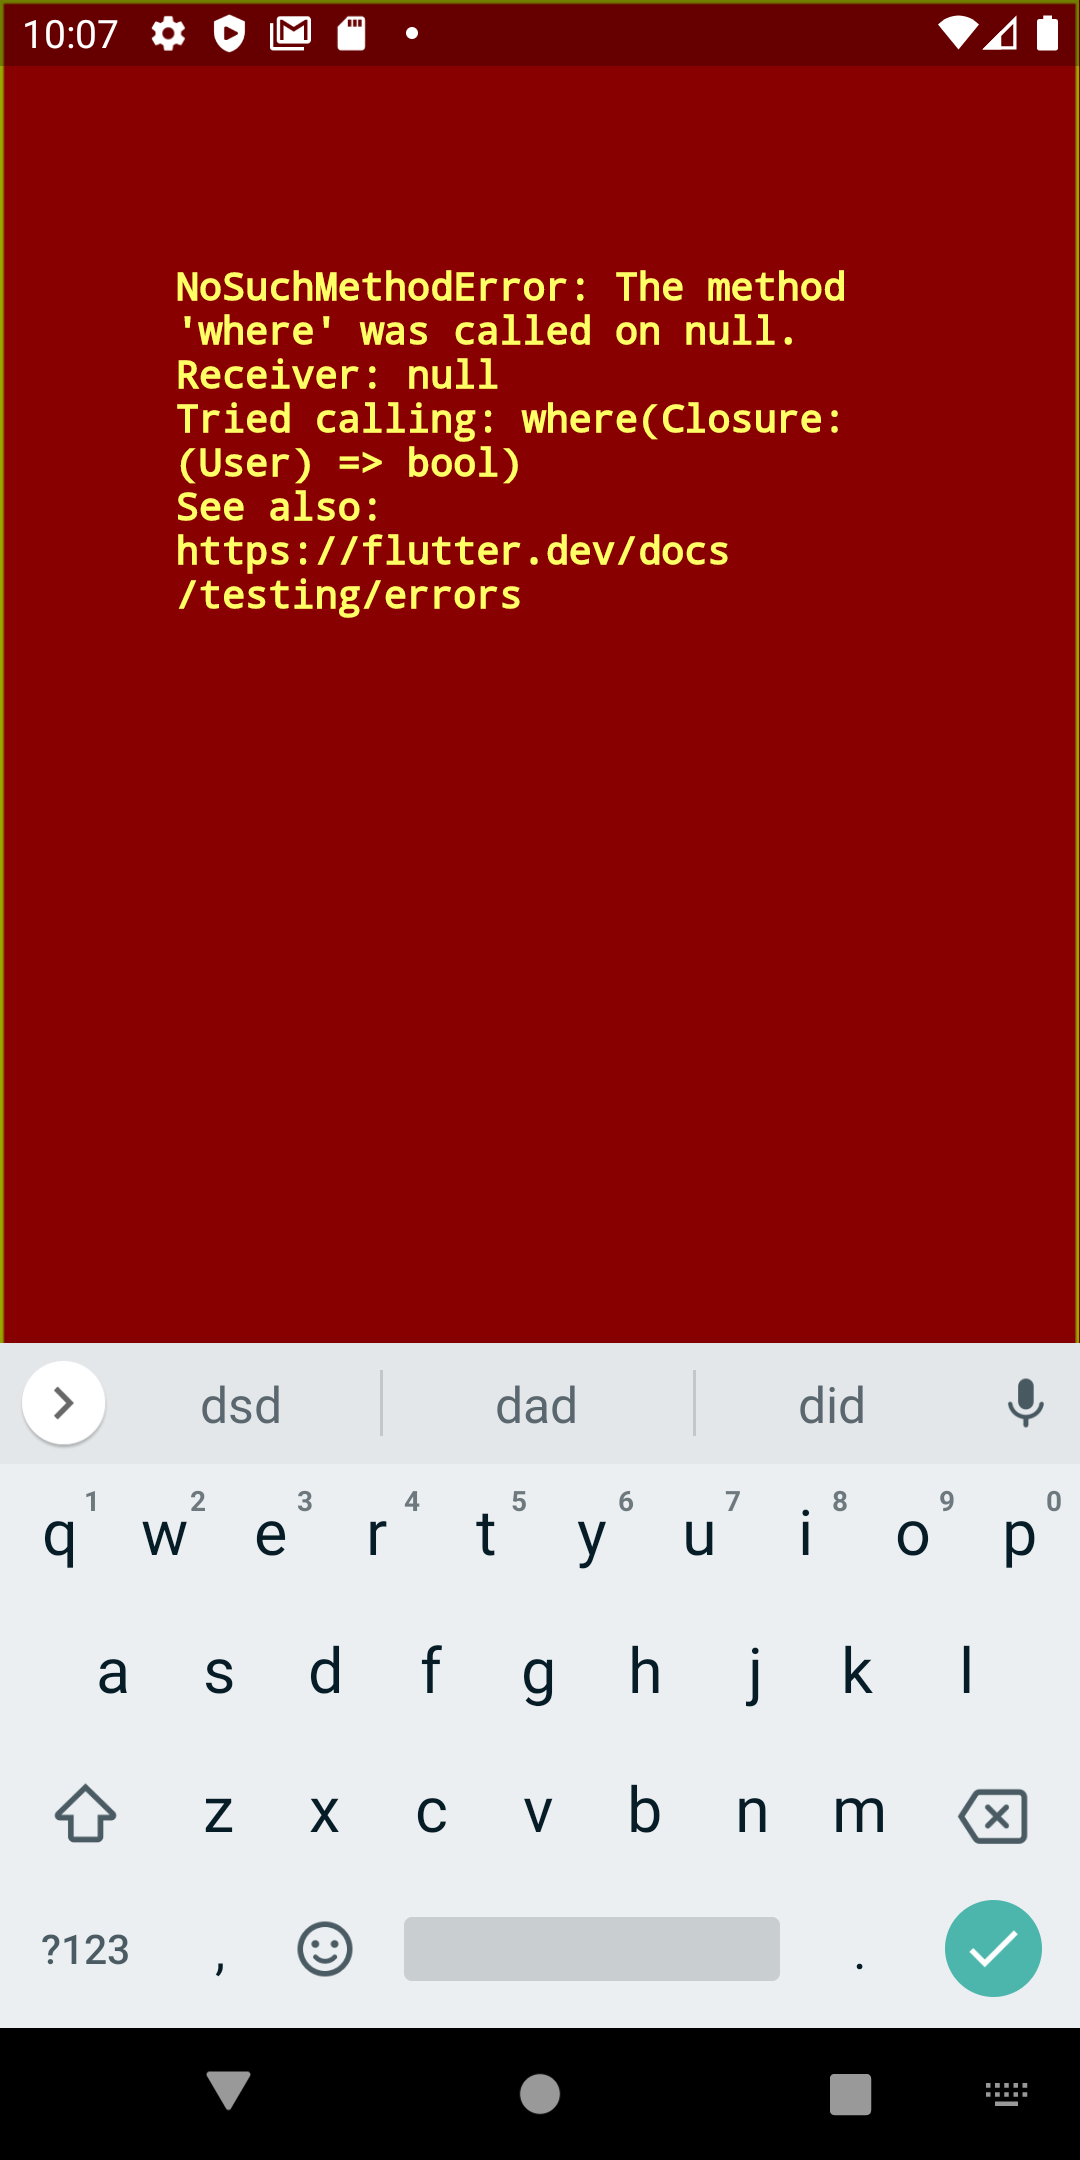 10:07
NoSuchMethodError: The method
'where' was called on null.
Receiver: null
Tried calling: where(Closure:
(User) => bool)
See also:
https://flutter.dev/docs
/testing/errors
dsd dad did
q 1 w 2 e 3 r 4 t 5 y 6 u 7 i 8 o 9 p 0
a s d f g h j k l
z x c v b n m
?123 , .